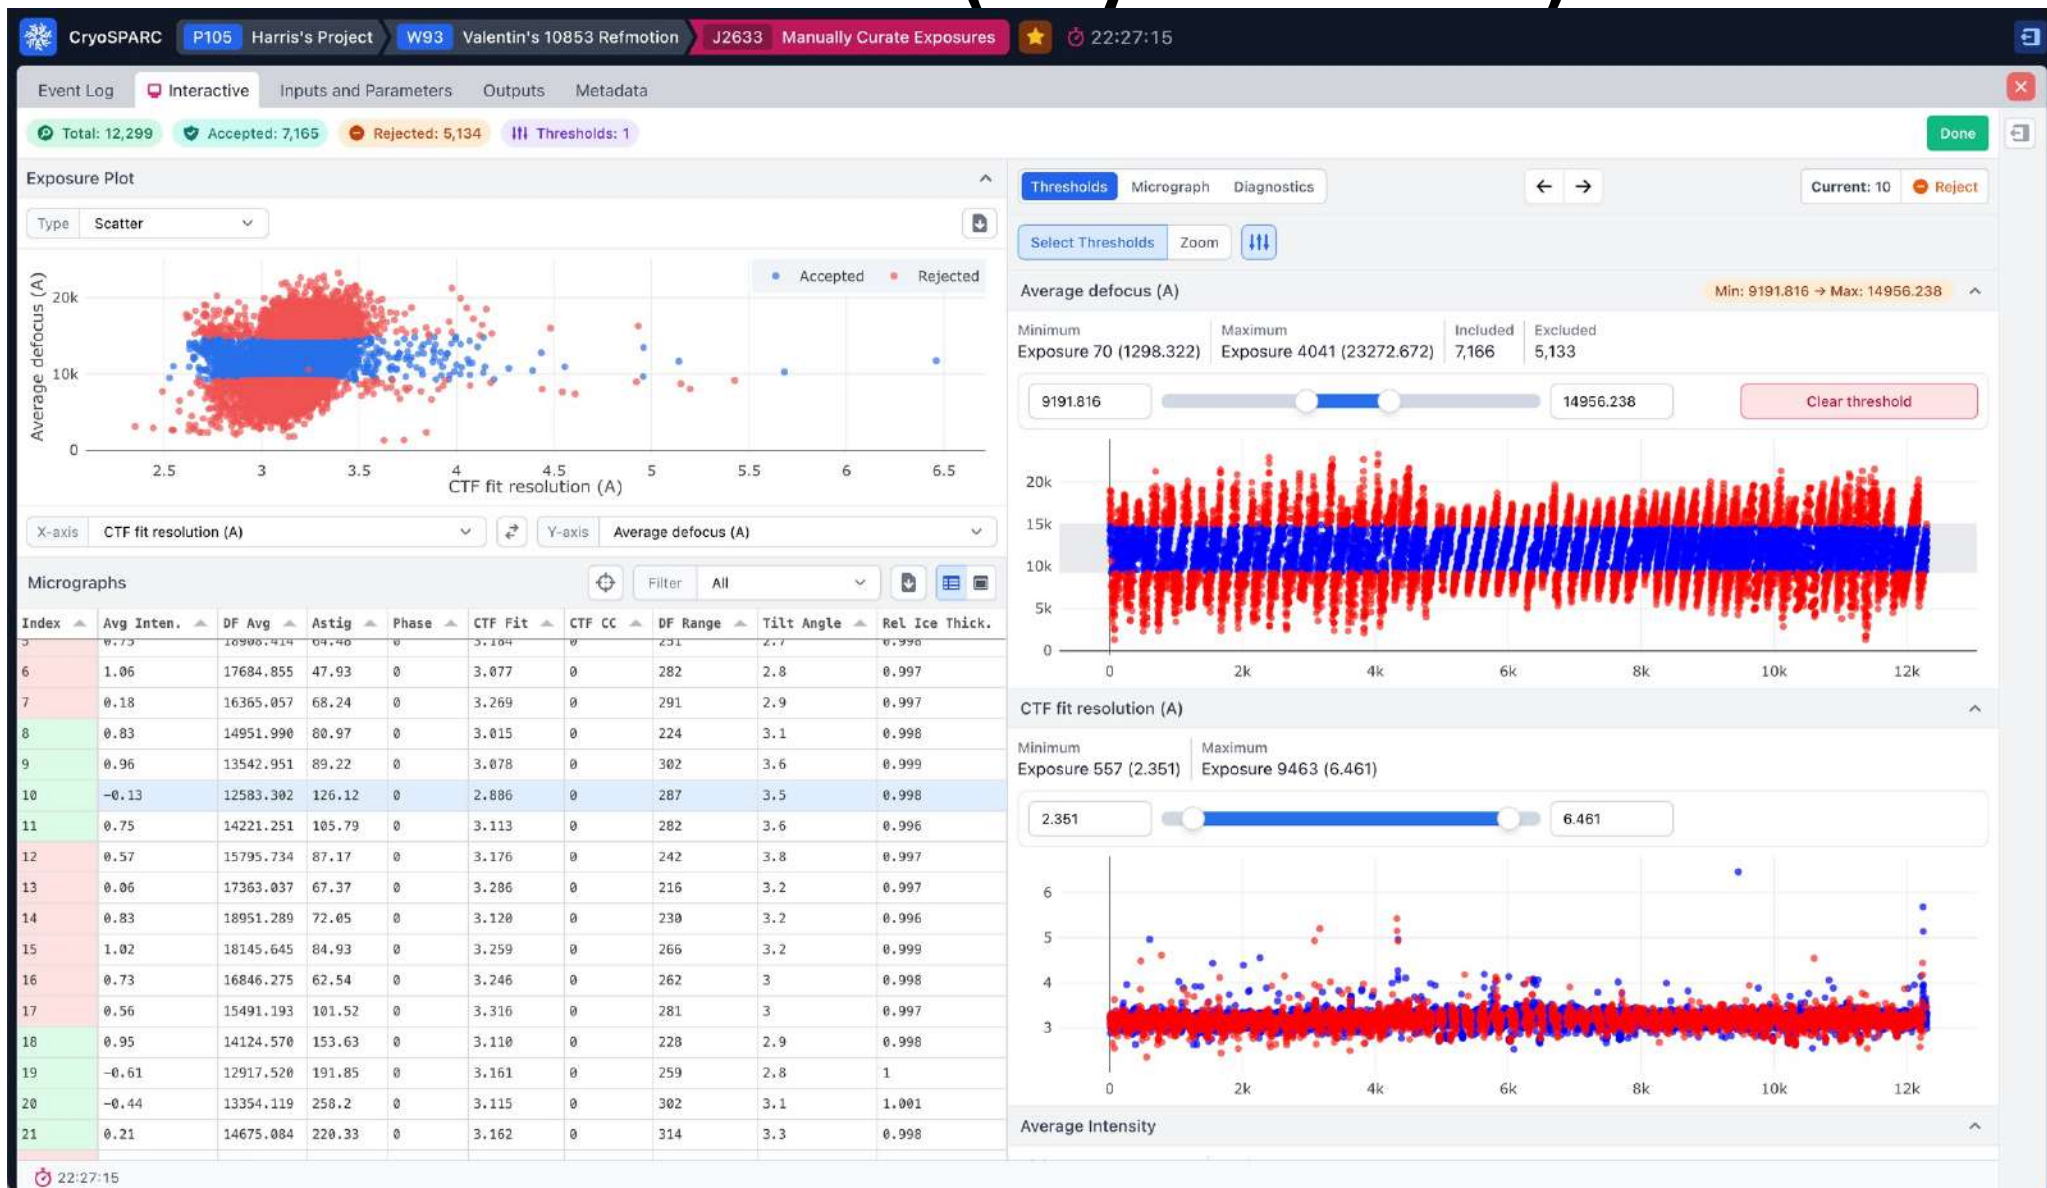 CryoSPARC P105 Harris's Project W93 Valentin's 10853 Refmotion J2633 Manually Curate Exposures 22:27:15
Event Log Interactive Inputs and Parameters Outputs Metadata
Total: 12,299 Accepted: 7,165 Rejected: 5,134 Thresholds: 1 Done
Exposure Plot
Type Scatter
Accepted Rejected
Average defocus (A)
20k
10k
0
2.5 3 3.5 4 4.5 5 5.5 6 6.5
CTF fit resolution (A)
X-axis CTF fit resolution (A) Y-axis Average defocus (A)
Micrographs Filter All
Index Avg Inten. DF Avg Astig Phase CTF Fit CTF CC DF Range Tilt Angle Rel Ice Thick.
5 0.75 18908.414 64.48 0 3.184 0 251 2.7 0.998
6 1.06 17684.855 47.93 0 3.077 0 282 2.8 0.997
7 0.18 16365.057 68.24 0 3.269 0 291 2.9 0.997
8 0.83 14951.990 80.97 0 3.015 0 224 3.1 0.998
9 0.96 13542.951 89.22 0 3.078 0 302 3.6 0.999
10 −0.13 12583.302 126.12 0 2.886 0 287 3.5 0.998
11 0.75 14221.251 105.79 0 3.113 0 282 3.6 0.996
12 0.57 15795.734 87.17 0 3.176 0 242 3.8 0.997
13 0.06 17363.037 67.37 0 3.286 0 216 3.2 0.997
14 0.83 18951.289 72.05 0 3.120 0 230 3.2 0.996
15 1.02 18145.645 84.93 0 3.259 0 266 3.2 0.999
16 0.73 16846.275 62.54 0 3.246 0 262 3 0.998
17 0.56 15491.193 101.52 0 3.316 0 281 3 0.997
18 0.95 14124.570 153.63 0 3.110 0 228 2.9 0.998
19 −0.61 12917.520 191.85 0 3.161 0 259 2.8 1
20 −0.44 13354.119 258.2 0 3.115 0 302 3.1 1.001
21 0.21 14675.084 220.33 0 3.162 0 314 3.3 0.998
22:27:15
Thresholds Micrograph Diagnostics Current: 10 Reject
Select Thresholds Zoom
Average defocus (A) Min: 9191.816 → Max: 14956.238
Minimum Maximum Included Excluded
Exposure 70 (1298.322) Exposure 4041 (23272.672) 7,166 5,133
9191.816 14956.238 Clear threshold
20k
15k
10k
5k
0
0 2k 4k 6k 8k 10k 12k
CTF fit resolution (A)
Minimum Maximum
Exposure 557 (2.351) Exposure 9463 (6.461)
2.351 6.461
6
5
4
3
0 2k 4k 6k 8k 10k 12k
Average Intensity